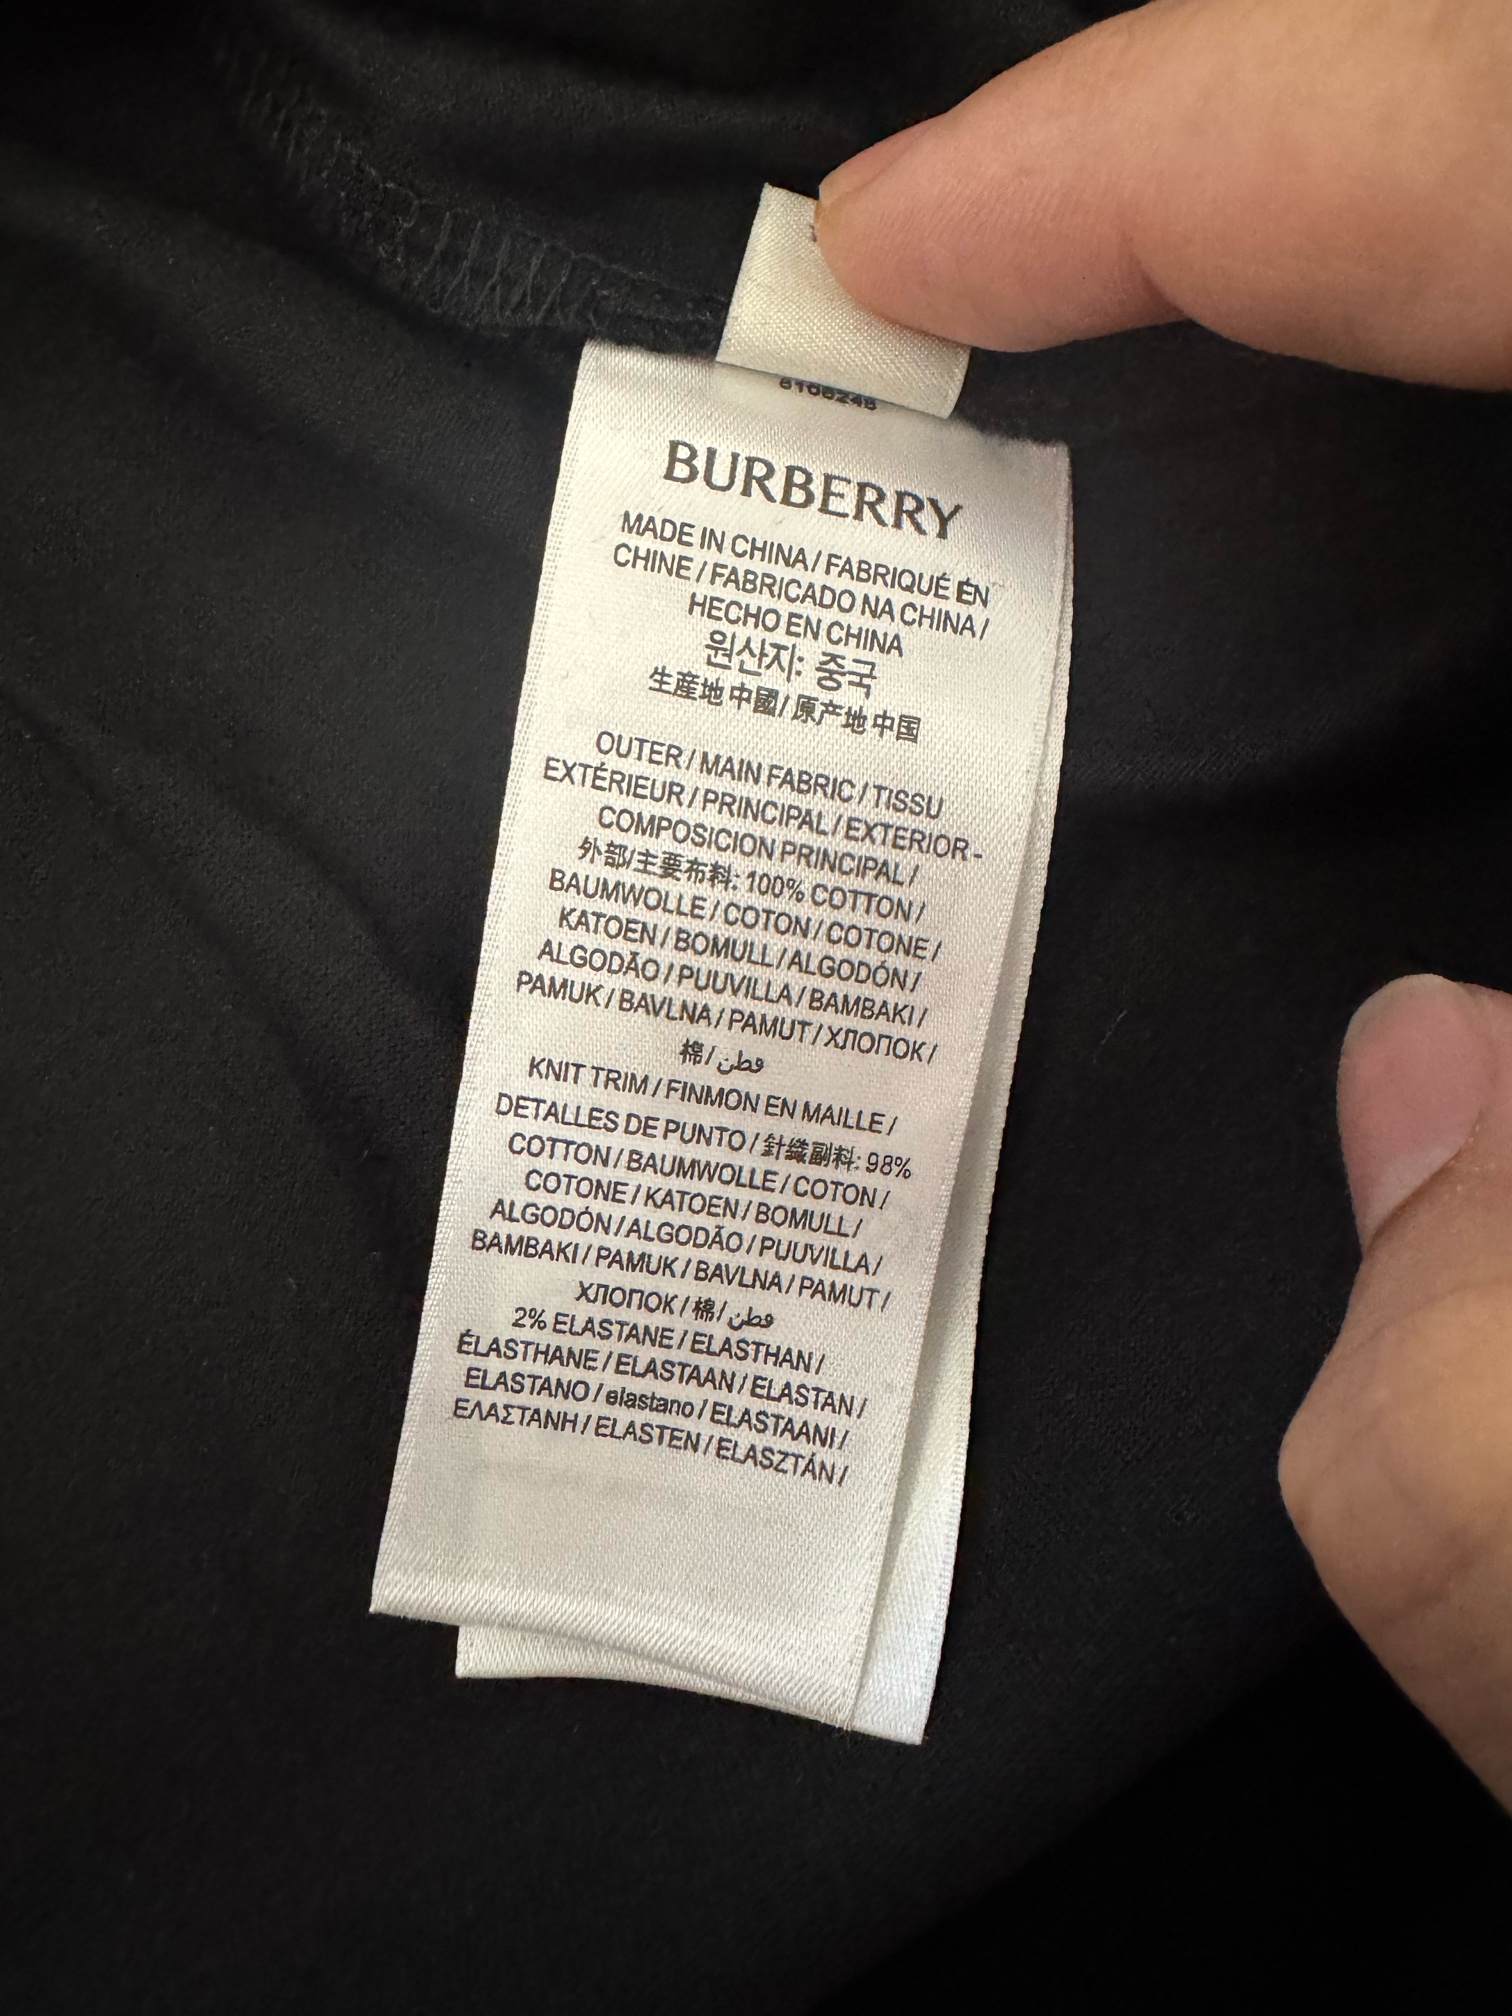 BURBERRY
MADE IN CHINA / FABRIQUÉ EN
CHINE / FABRICADO NA CHINA /
HECHO EN CHINA
원산지: 중국
生産地 中國 / 原产地 中国
OUTER / MAIN FABRIC / TISSU
EXTÉRIEUR / PRINCIPAL / EXTERIOR -
COMPOSICION PRINCIPAL /
外部/主要布料: 100% COTTON /
BAUMWOLLE / COTON / COTONE /
KATOEN / BOMULL / ALGODÓN /
ALGODÃO / PUUVILLA / BAMBAKI /
PAMUK / BAVLNA / PAMUT / ХЛОПОК /
棉 / قطن
KNIT TRIM / FINMON EN MAILLE /
DETALLES DE PUNTO / 針織副料: 98%
COTTON / BAUMWOLLE / COTON /
COTONE / KATOEN / BOMULL /
ALGODÓN / ALGODÃO / PUUVILLA /
BAMBAKI / PAMUK / BAVLNA / PAMUT /
ХЛОПОК / 棉 / قطن
2% ELASTANE / ELASTHAN /
ÉLASTHANE / ELASTAAN / ELASTAN /
ELASTANO / elastano / ELASTAANI /
ΕΛΑΣΤΑΝΗ / ELASTEN / ELASZTÁN /